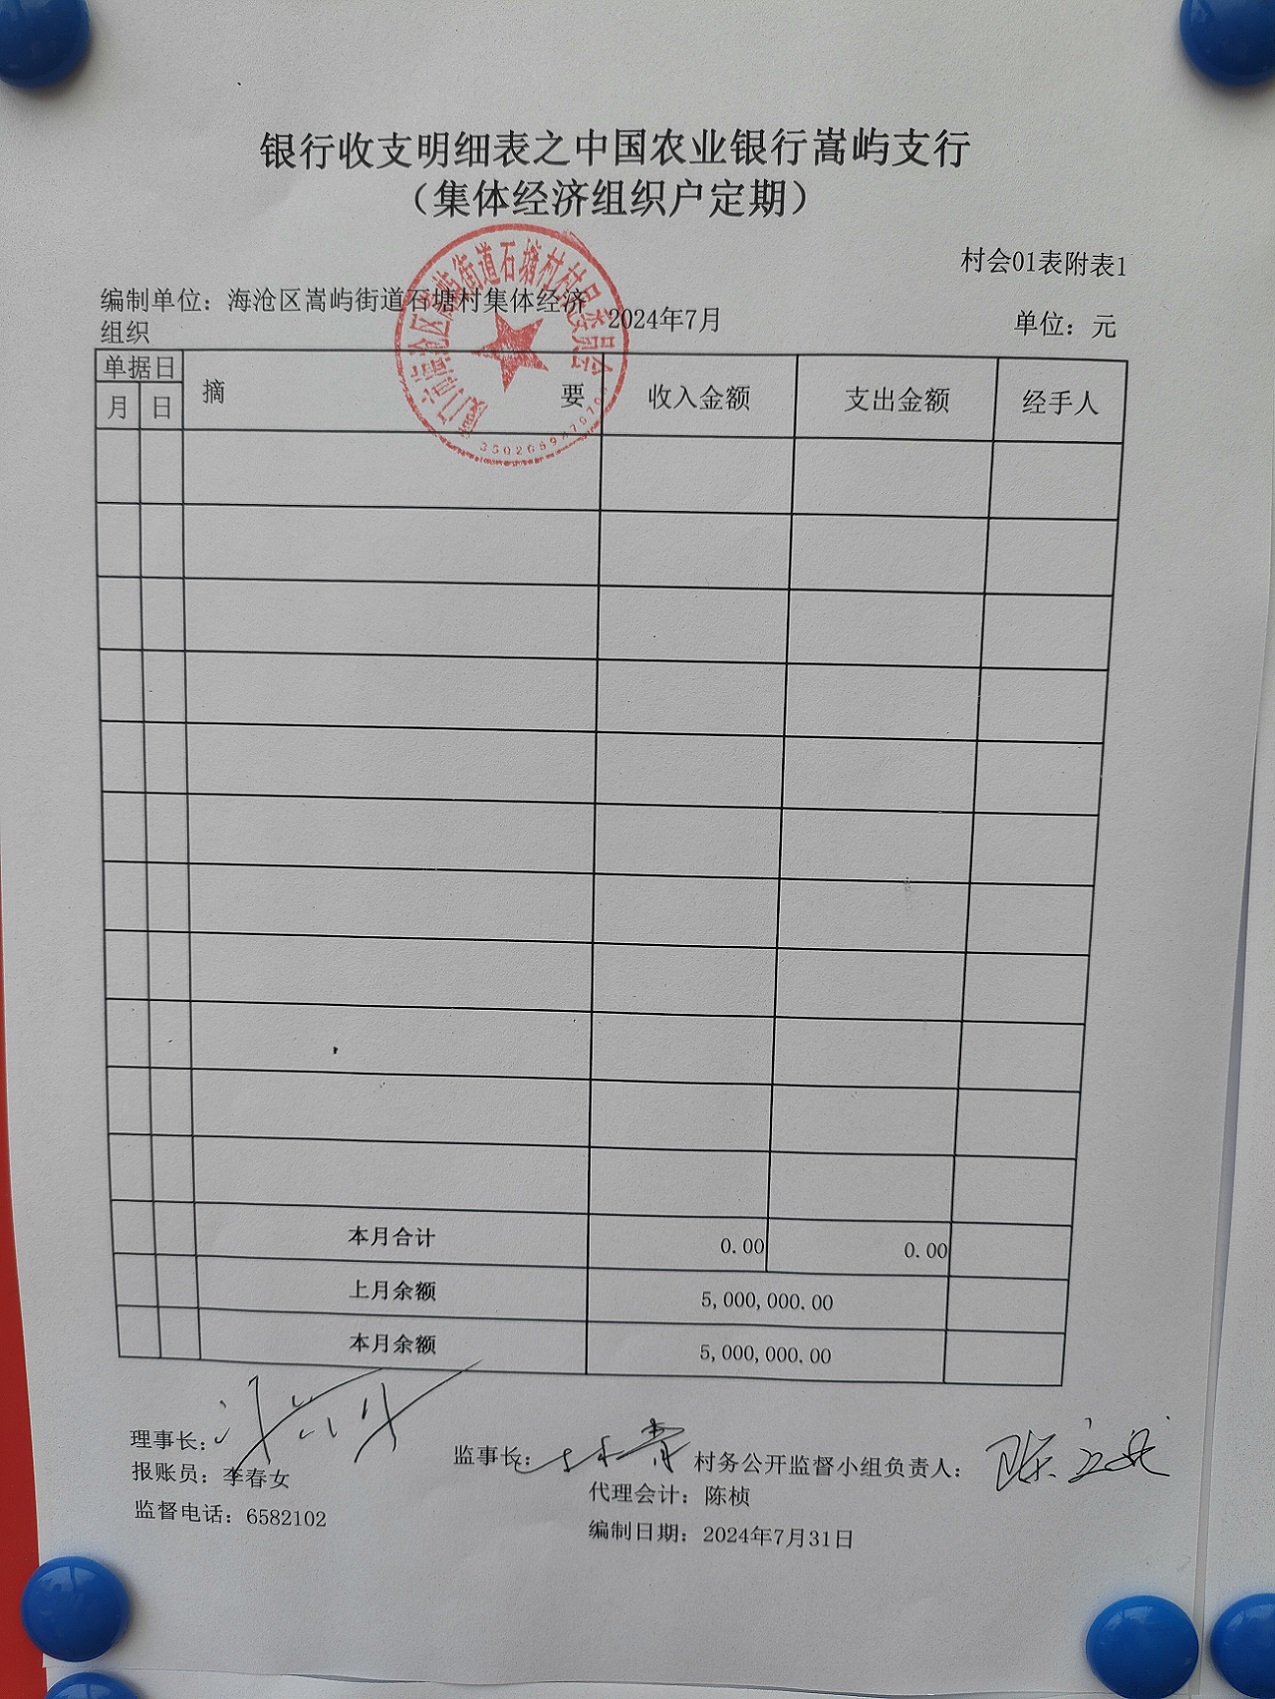 银行收支明细表之中国农业银行嵩屿支行
（集体经济组织户定期）
村会01表附表1
编制单位：海沧区嵩屿街道石塘村集体经济
组织
2024年7月
单位：元
单据日
摘 要 收入金额 支出金额 经手人
月 日
本月合计 0.00 0.00
上月余额 5,000,000.00
本月余额 5,000,000.00
理事长：
监事长：
村务公开监督小组负责人：
报账员：李春女
代理会计：陈桢
监督电话：6582102
编制日期：2024年7月31日